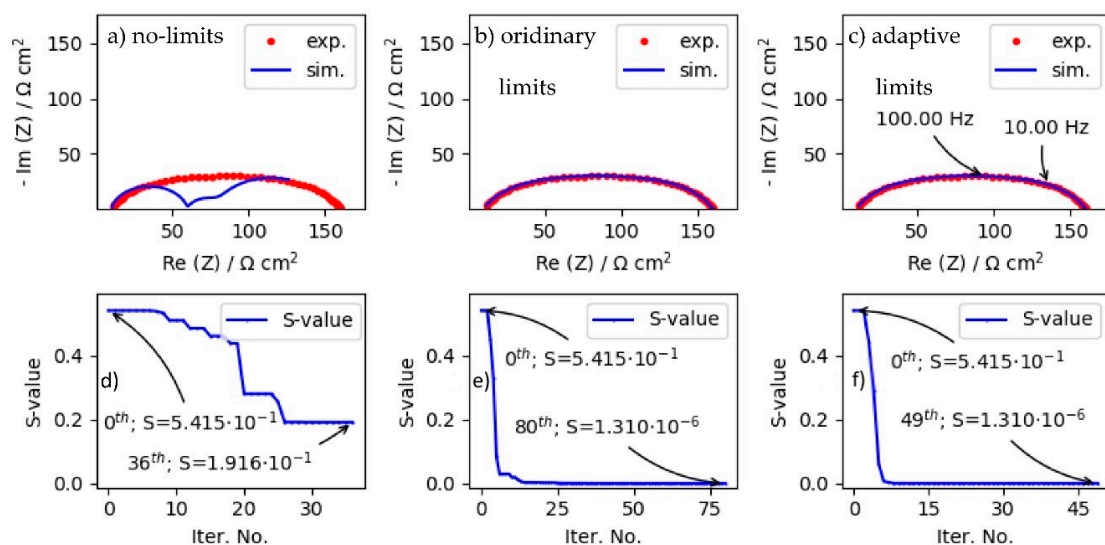 a) no-limits
exp.
sim.
150
100
50
- Im (Z) / Ω cm²
50
100
150
Re (Z) / Ω cm²
b) oridinary
limits
exp.
sim.
150
100
50
- Im (Z) / Ω cm²
50
100
150
Re (Z) / Ω cm²
c) adaptive
limits
exp.
sim.
100.00 Hz
10.00 Hz
150
100
50
- Im (Z) / Ω cm²
50
100
150
Re (Z) / Ω cm²
S-value
d)
0th; S=5.415·10⁻¹
36th; S=1.916·10⁻¹
0.4
0.2
0.0
S-value
0
10
20
30
Iter. No.
S-value
e)
0th; S=5.415·10⁻¹
80th; S=1.310·10⁻⁶
0.4
0.2
0.0
S-value
0
25
50
75
Iter. No.
S-value
f)
0th; S=5.415·10⁻¹
49th; S=1.310·10⁻⁶
0.4
0.2
0.0
S-value
0
15
30
45
Iter. No.